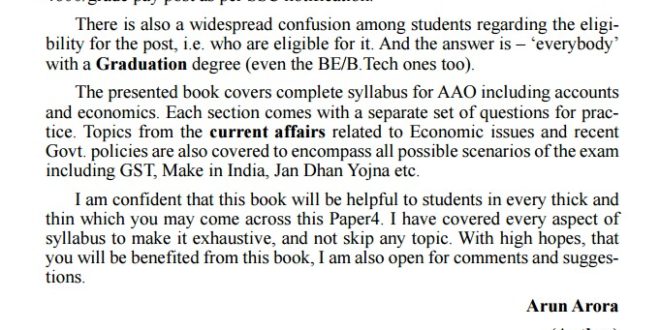 There is also a widespread confusion among students regarding the eligi-
bility for the post, i.e. who are eligible for it. And the answer is – ‘everybody’
with a Graduation degree (even the BE/B.Tech ones too).
The presented book covers complete syllabus for AAO including accounts
and economics. Each section comes with a separate set of questions for prac-
tice. Topics from the current affairs related to Economic issues and recent
Govt. policies are also covered to encompass all possible scenarios of the exam
including GST, Make in India, Jan Dhan Yojna etc.
I am confident that this book will be helpful to students in every thick and
thin which you may come across this Paper4. I have covered every aspect of
syllabus to make it exhaustive, and not skip any topic. With high hopes, that
you will be benefited from this book, I am also open for comments and sugges-
tions.
Arun Arora